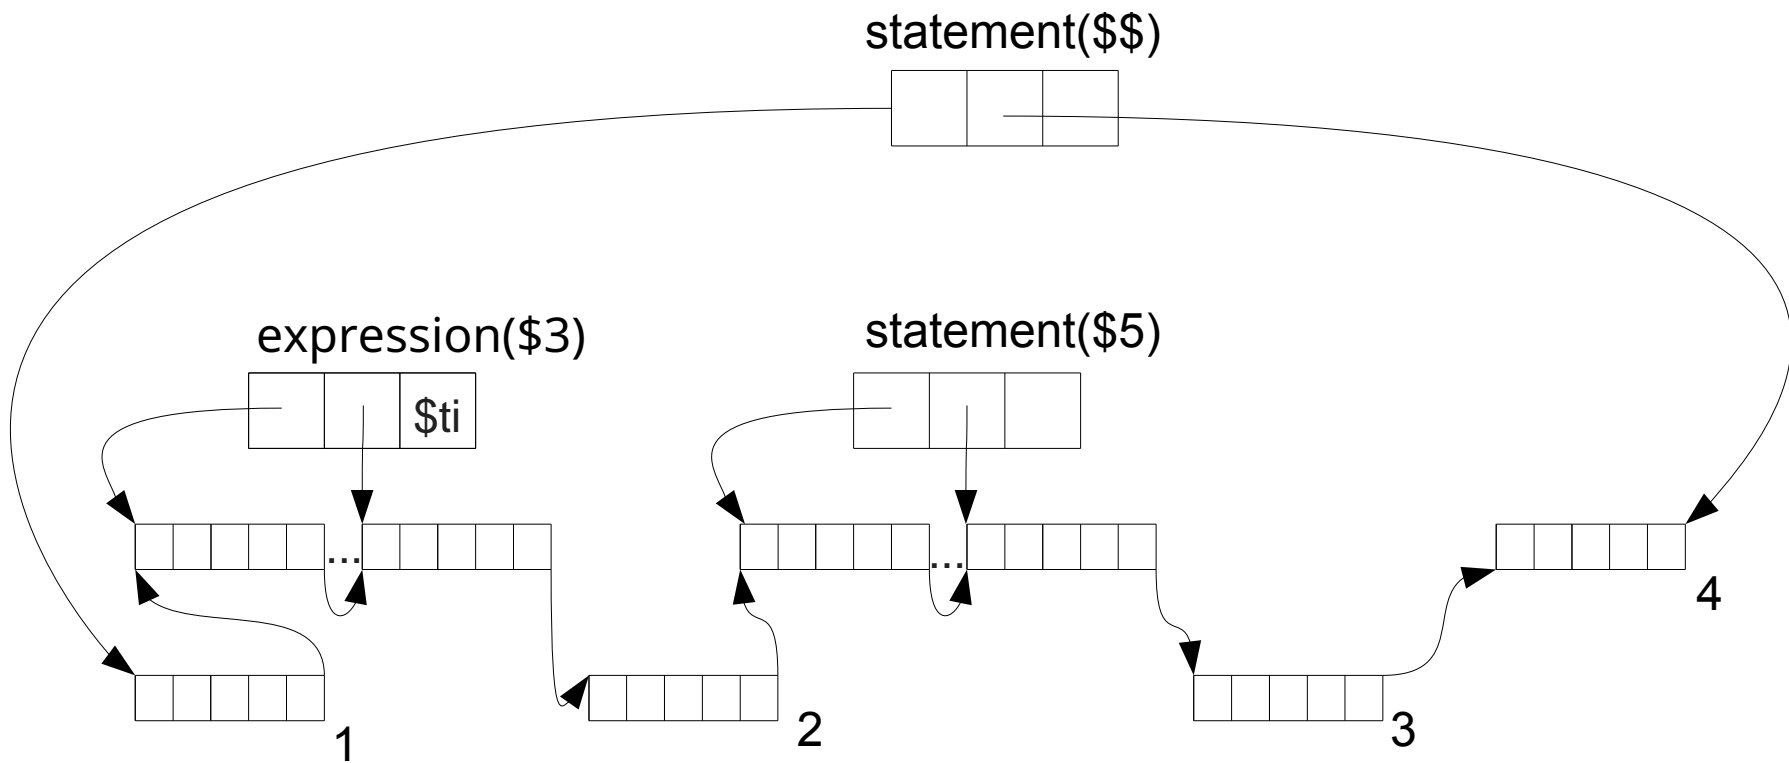 statement($$)
expression($3)
statement($5)
$ti
...
...
4
1
2
3